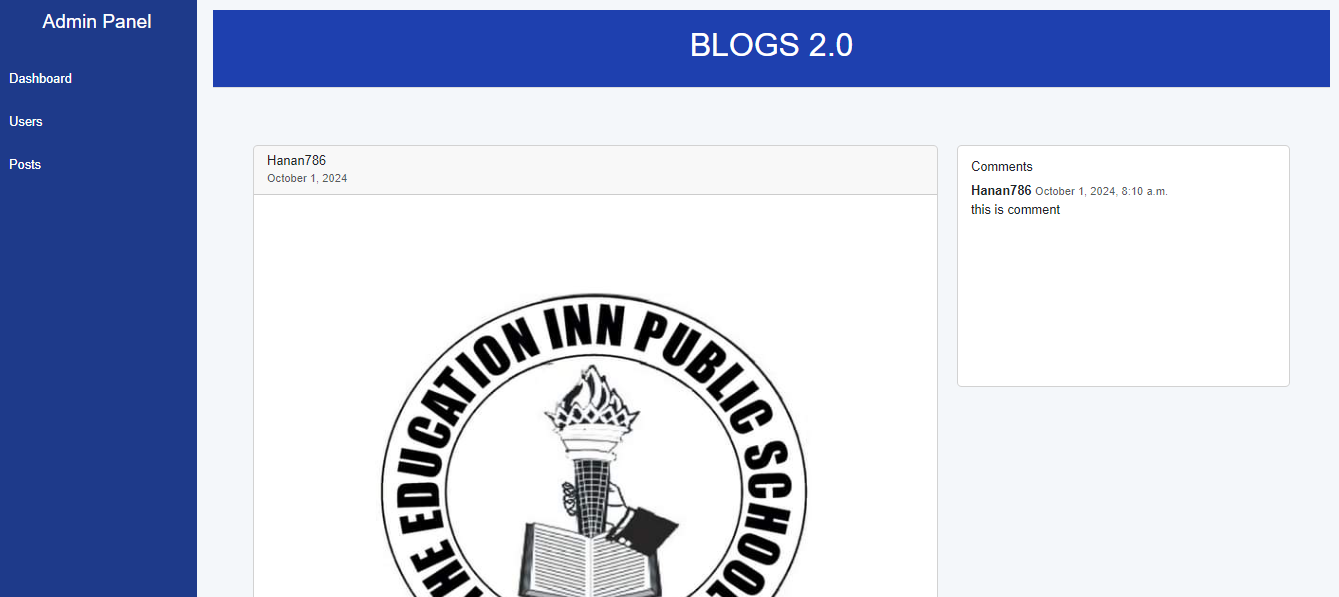 Admin Panel
Dashboard
Users
Posts
BLOGS 2.0
Hanan786
October 1, 2024
THE EDUCATION INN PUBLIC SCHOOL
Comments
Hanan786 October 1, 2024, 8:10 a.m.
this is comment